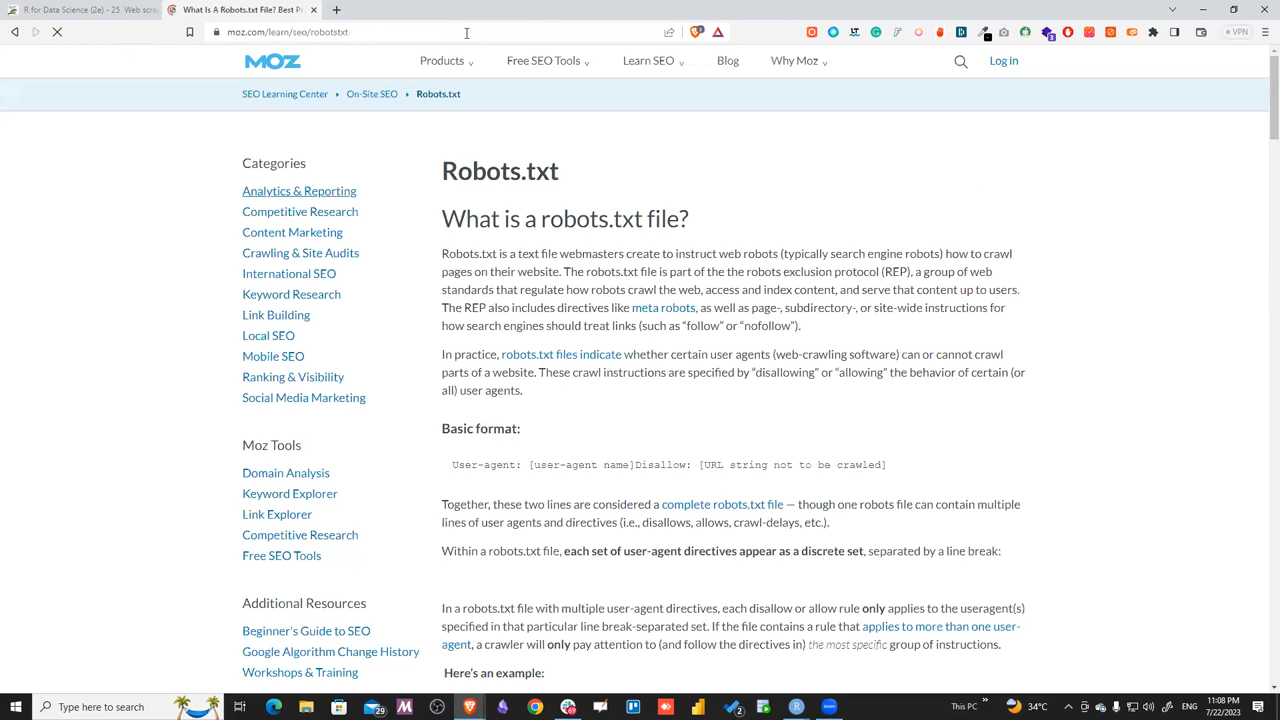 R for Data Science (2e) - 25 Web scra
What Is A Robots.txt File? Best Pr
moz.com/learn/seo/robotstxt
VPN
MOZ
Products
Free SEO Tools
Learn SEO
Blog
Why Moz
Log in
SEO Learning Center
On-Site SEO
Robots.txt
Categories
Analytics & Reporting
Competitive Research
Content Marketing
Crawling & Site Audits
International SEO
Keyword Research
Link Building
Local SEO
Mobile SEO
Ranking & Visibility
Social Media Marketing
Moz Tools
Domain Analysis
Keyword Explorer
Link Explorer
Competitive Research
Free SEO Tools
Additional Resources
Beginner's Guide to SEO
Google Algorithm Change History
Workshops & Training
Robots.txt
What is a robots.txt file?
Robots.txt is a text file webmasters create to instruct web robots (typically search engine robots) how to crawl
pages on their website. The robots.txt file is part of the the robots exclusion protocol (REP), a group of web
standards that regulate how robots crawl the web, access and index content, and serve that content up to users.
The REP also includes directives like meta robots, as well as page-, subdirectory-, or site-wide instructions for
how search engines should treat links (such as “follow” or “nofollow”).
In practice, robots.txt files indicate whether certain user agents (web-crawling software) can or cannot crawl
parts of a website. These crawl instructions are specified by “disallowing” or “allowing” the behavior of certain (or
all) user agents.
Basic format:
User-agent: [user-agent name]Disallow: [URL string not to be crawled]
Together, these two lines are considered a complete robots.txt file — though one robots file can contain multiple
lines of user agents and directives (i.e., disallows, allows, crawl-delays, etc.).
Within a robots.txt file, each set of user-agent directives appear as a discrete set, separated by a line break:
In a robots.txt file with multiple user-agent directives, each disallow or allow rule only applies to the useragent(s)
specified in that particular line break-separated set. If the file contains a rule that applies to more than one user-
agent, a crawler will only pay attention to (and follow the directives in) the most specific group of instructions.
Here's an example:
Type here to search
29
2
This PC
34°C
11:08 PM
7/22/2023